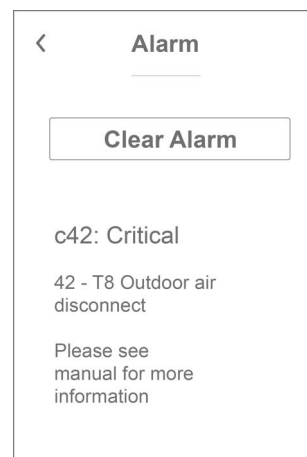 Alarm
Clear Alarm
c42: Critical
42 - T8 Outdoor air
disconnect
Please see
manual for more
information